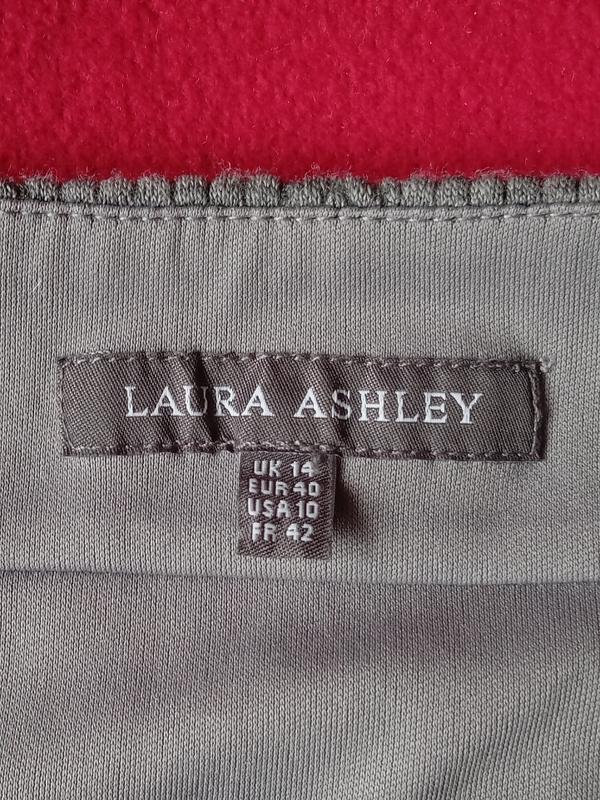 LAURA ASHLEY
UK 14
EUR 40
USA 10
FR 42